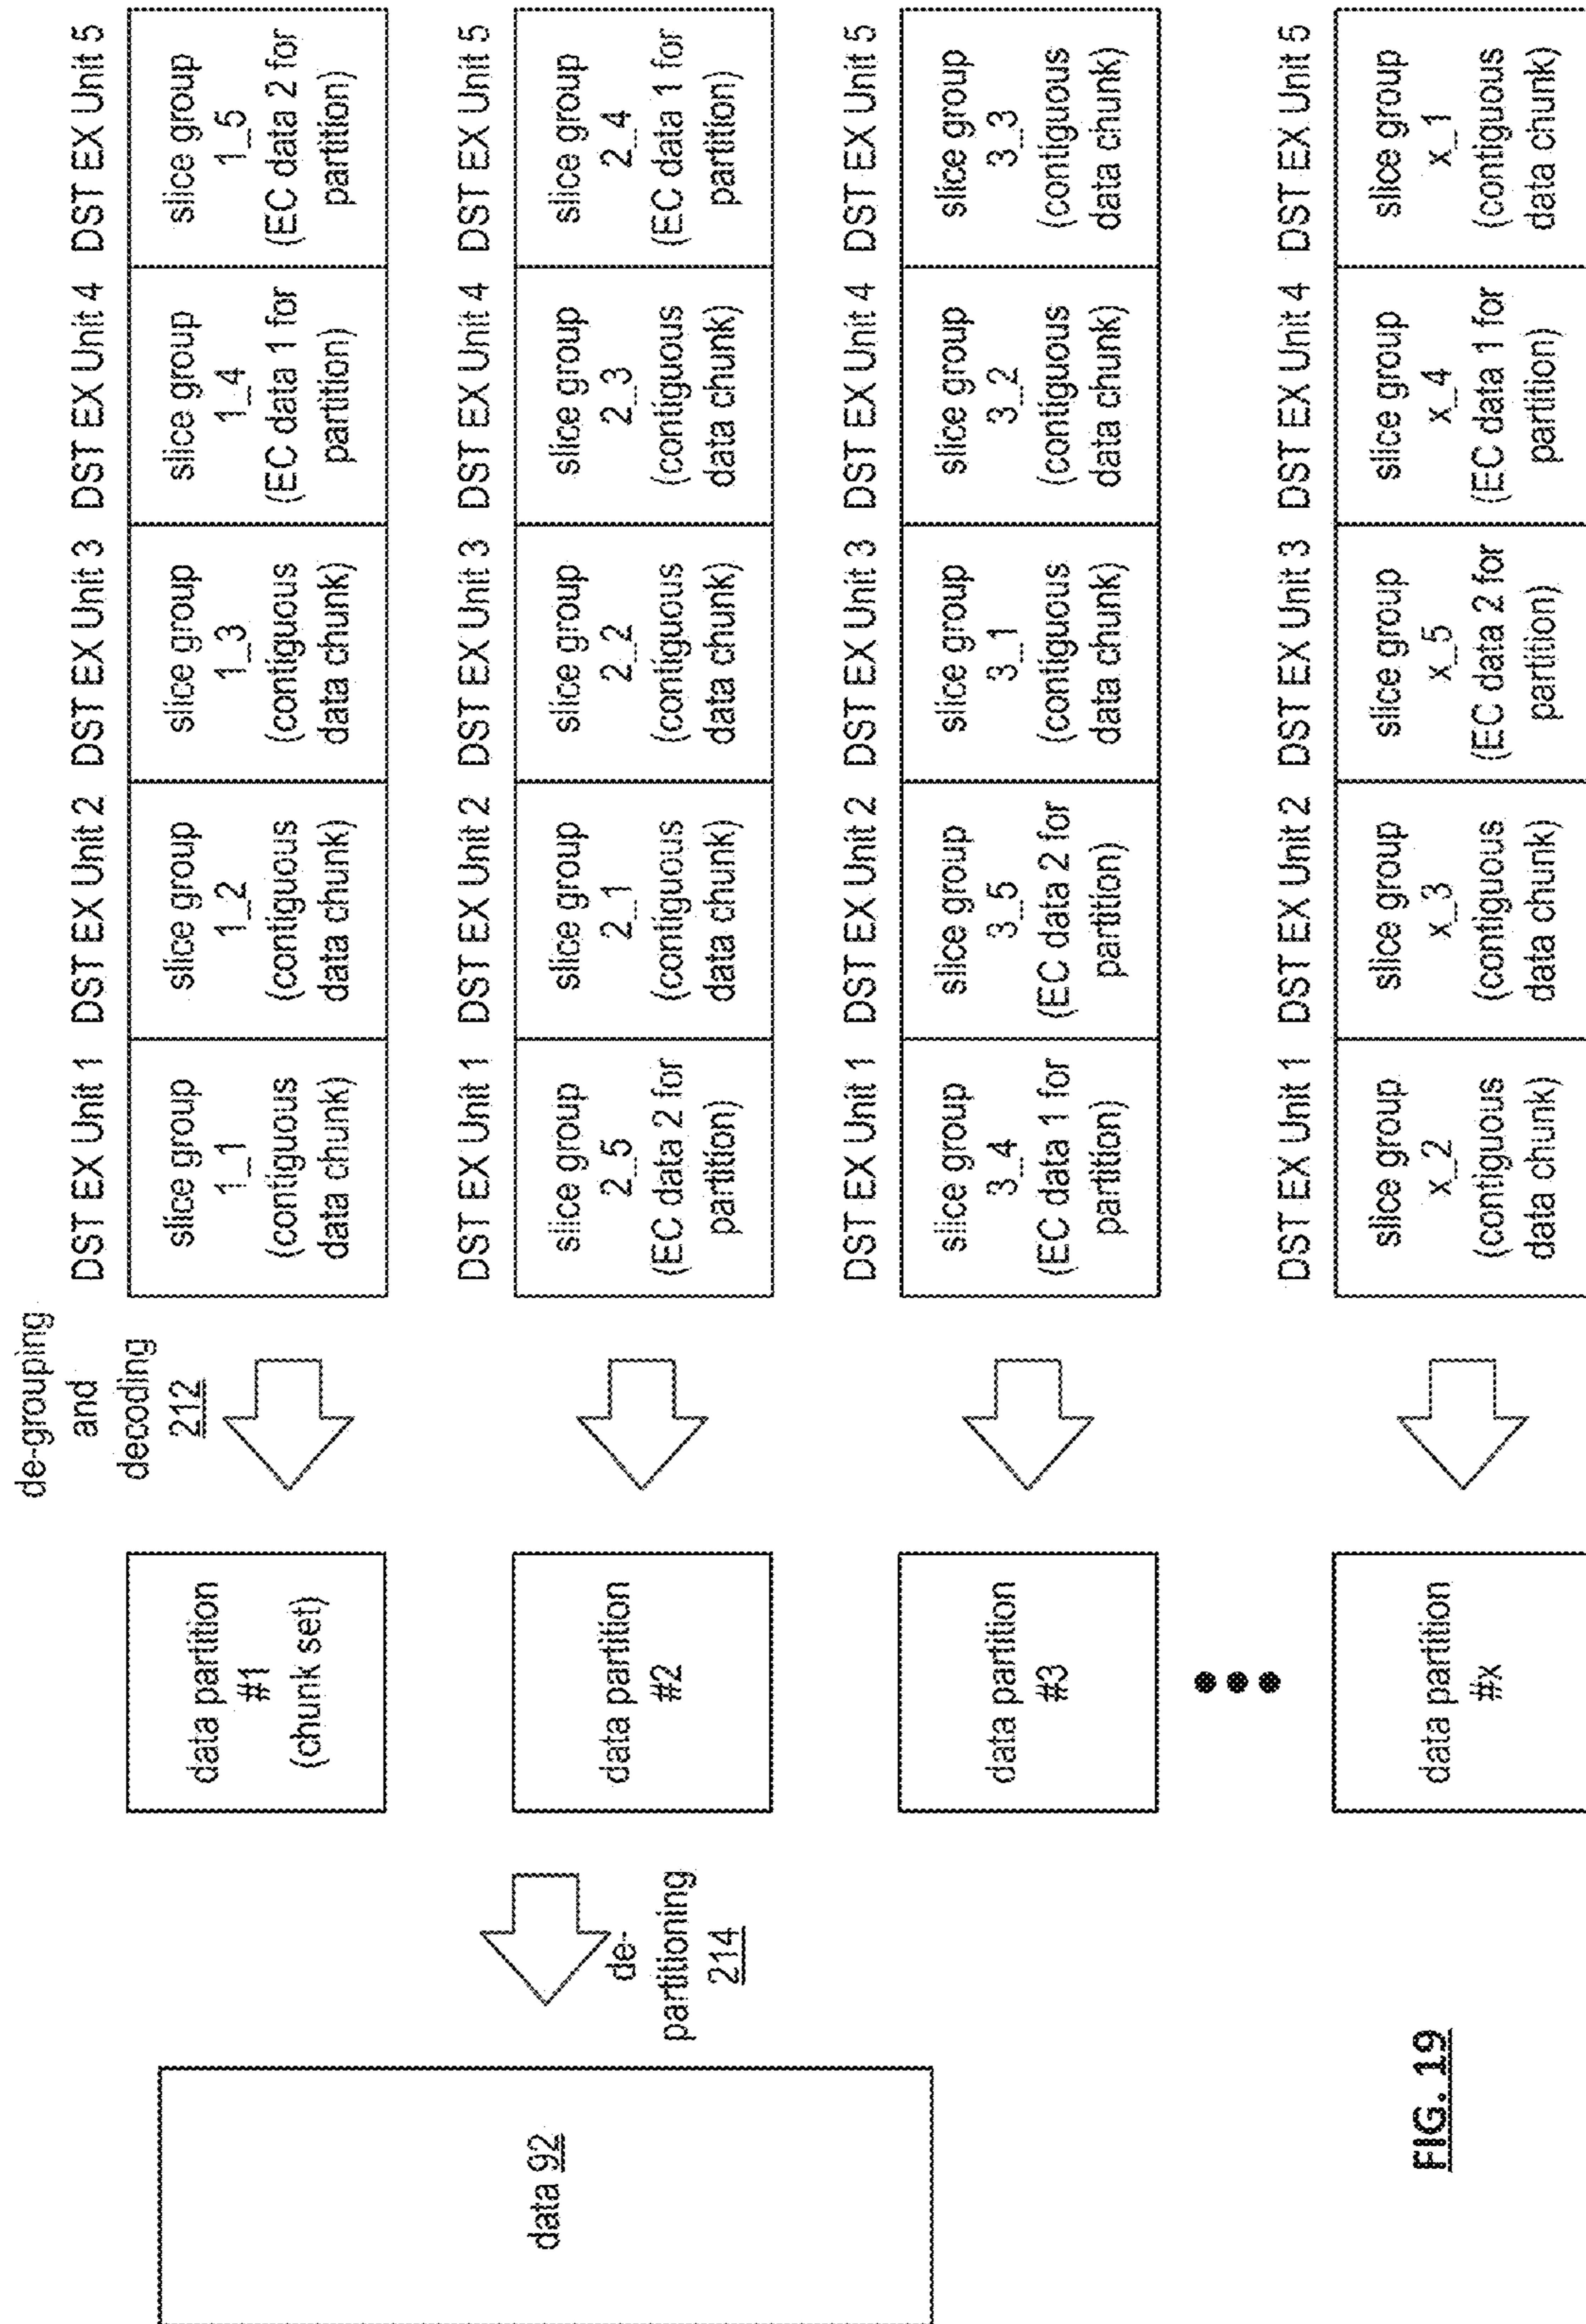 data 92
de-
partitioning
214
data partition
#1
(chunk set)
data partition
#2
data partition
#3
data partition
#x
de-grouping
and
decoding
212
DST EX Unit 1
DST EX Unit 2
DST EX Unit 3
DST EX Unit 4
DST EX Unit 5
slice group
1_1
(contiguous
data chunk)
slice group
1_2
(contiguous
data chunk)
slice group
1_3
(contiguous
data chunk)
slice group
1_4
(EC data 1 for
partition)
slice group
1_5
(EC data 2 for
partition)
DST EX Unit 1
DST EX Unit 2
DST EX Unit 3
DST EX Unit 4
DST EX Unit 5
slice group
2_5
(EC data 2 for
partition)
slice group
2_1
(contiguous
data chunk)
slice group
2_2
(contiguous
data chunk)
slice group
2_3
(contiguous
data chunk)
slice group
2_4
(EC data 1 for
partition)
DST EX Unit 1
DST EX Unit 2
DST EX Unit 3
DST EX Unit 4
DST EX Unit 5
slice group
3_4
(EC data 1 for
partition)
slice group
3_5
(EC data 2 for
partition)
slice group
3_1
(contiguous
data chunk)
slice group
3_2
(contiguous
data chunk)
slice group
3_3
(contiguous
data chunk)
DST EX Unit 1
DST EX Unit 2
DST EX Unit 3
DST EX Unit 4
DST EX Unit 5
slice group
x_2
(contiguous
data chunk)
slice group
x_3
(contiguous
data chunk)
slice group
x_5
(EC data 2 for
partition)
slice group
x_4
(EC data 1 for
partition)
slice group
x_1
(contiguous
data chunk)
FIG. 19